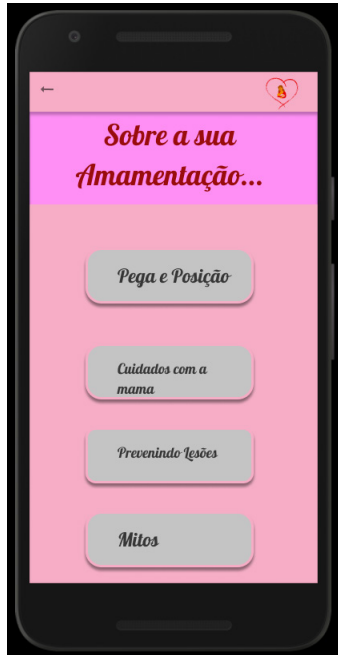 Sobre a sua
Amamentação...
Pega e Posição
Cuidados com a
mama
Prevenindo Lesões
Mitos